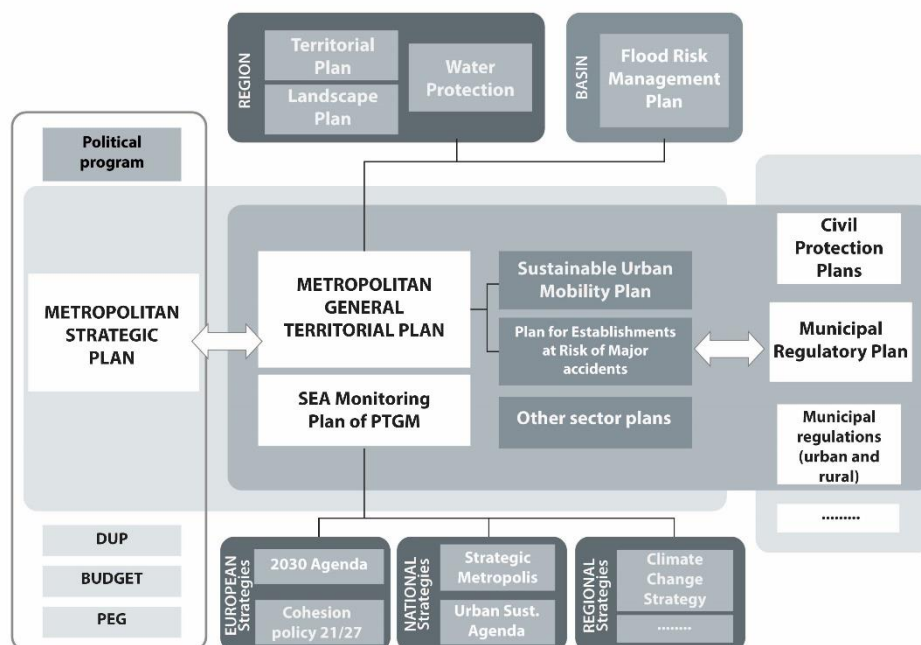 REGION
Territorial
Plan
Landscape
Plan
Water
Protection
BASIN
Flood Risk
Management
Plan
Political
program
METROPOLITAN
STRATEGIC
PLAN
METROPOLITAN
GENERAL
TERRITORIAL PLAN
SEA Monitoring
Plan of PTGM
Sustainable Urban
Mobility Plan
Plan for Establishments
at Risk of Major
accidents
Other sector plans
Civil
Protection
Plans
Municipal
Regulatory Plan
Municipal
regulations
(urban and
rural)
.........
DUP
BUDGET
PEG
EUROPEAN
Strategies
2030 Agenda
Cohesion
policy 21/27
NATIONAL
Strategies
Strategic
Metropolis
Urban Sust.
Agenda
REGIONAL
Strategies
Climate
Change
Strategy
........